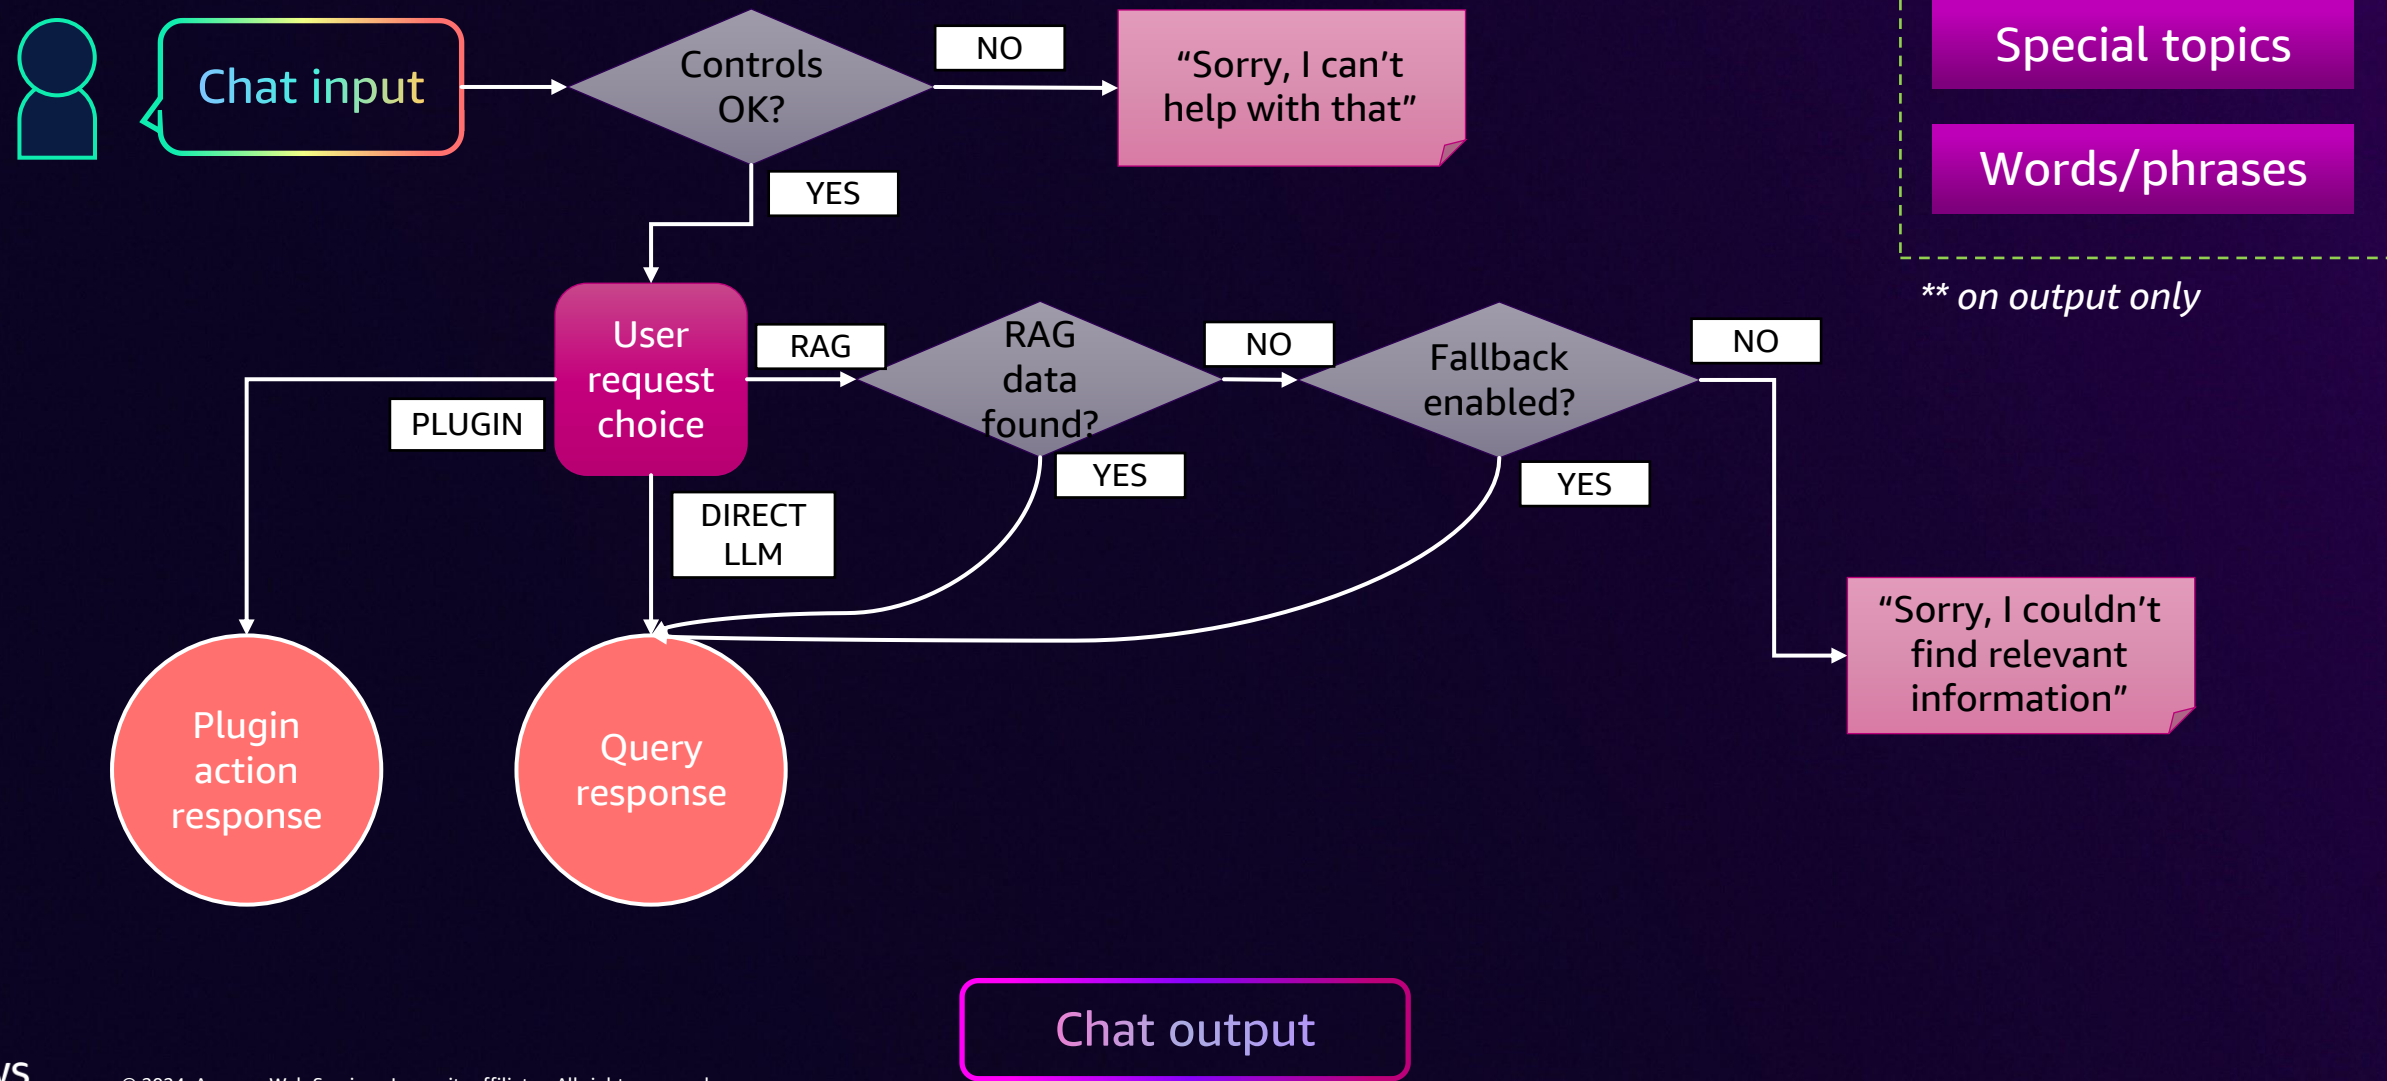 Chat input
Controls
OK?
NO
“Sorry, I can’t
help with that”
YES
Special topics
Words/phrases
** on output only
User
request
choice
RAG
RAG
data
found?
NO
Fallback
enabled?
NO
PLUGIN
YES
YES
DIRECT
LLM
“Sorry, I couldn’t
find relevant
information”
Plugin
action
response
Query
response
Chat output